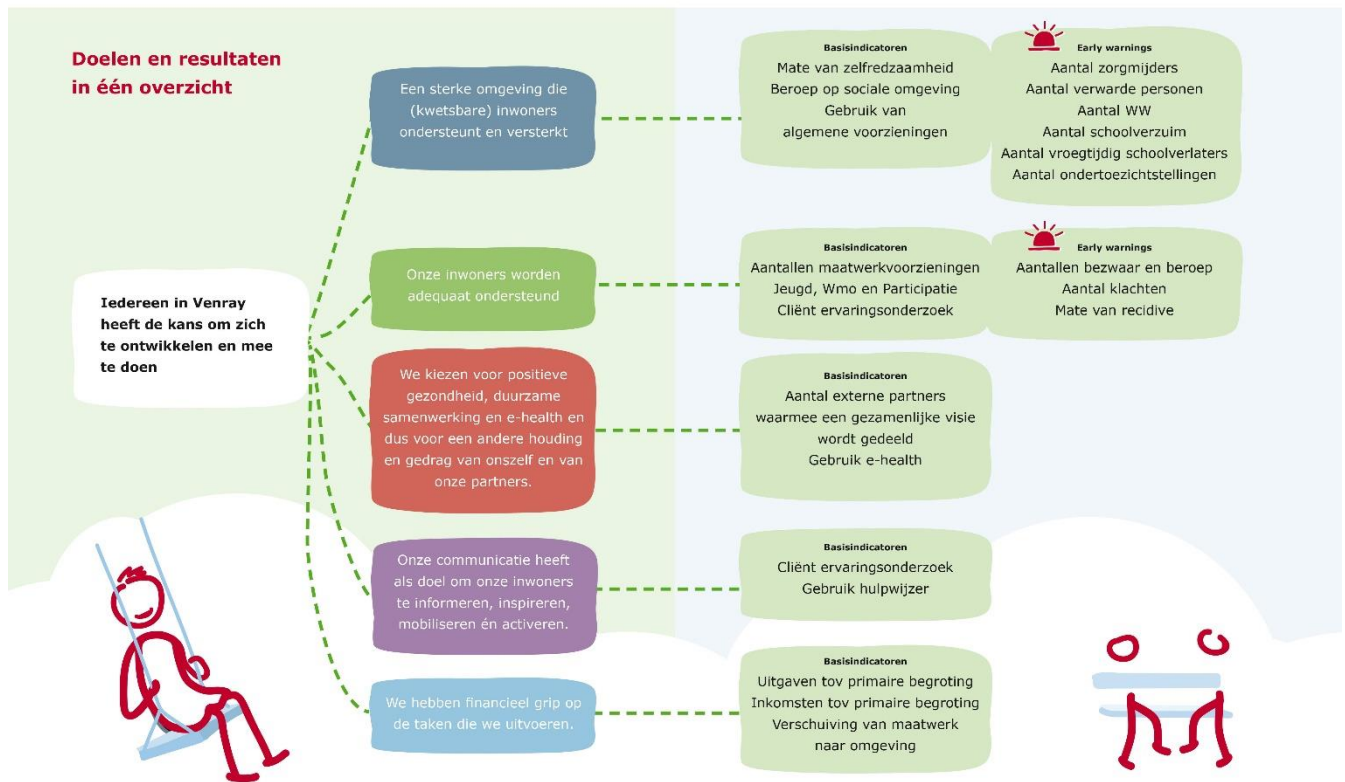 Doelen en resultaten
in één overzicht
Iedereen in Venray
heeft de kans om zich
te ontwikkelen en mee
te doen
Een sterke omgeving die
(kwetsbare) inwoners
ondersteunt en versterkt
Basisindicatoren
Mate van zelfredzaamheid
Beroep op sociale omgeving
Gebruik van
algemene voorzieningen
Early warnings
Aantal zorgmijders
Aantal verwarde personen
Aantal WW
Aantal schoolverzuim
Aantal vroegtijdig schoolverlaters
Aantal ondertoezichtstellingen
Onze inwoners worden
adequaat ondersteund
Basisindicatoren
Aantallen maatwerkvoorzieningen
Jeugd, Wmo en Participatie
Cliënt ervaringsonderzoek
Early warnings
Aantallen bezwaar en beroep
Aantal klachten
Mate van recidive
We kiezen voor positieve
gezondheid, duurzame
samenwerking en e-health en
dus voor een andere houding
en gedrag van onszelf en van
onze partners.
Basisindicatoren
Aantal externe partners
waarmee een gezamenlijke visie
wordt gedeeld
Gebruik e-health
Onze communicatie heeft
als doel om onze inwoners
te informeren, inspireren,
mobiliseren én activeren.
Basisindicatoren
Cliënt ervaringsonderzoek
Gebruik hulpwijzer
We hebben financieel grip op
de taken die we uitvoeren.
Basisindicatoren
Uitgaven tov primaire begroting
Inkomsten tov primaire begroting
Verschuiving van maatwerk
naar omgeving